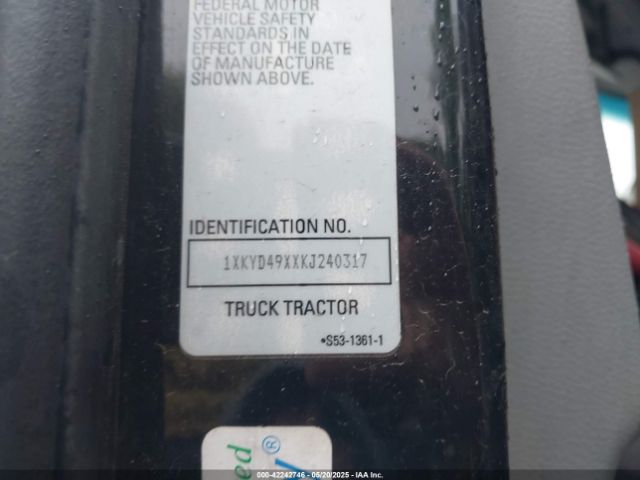 FEDERAL MOTOR
VEHICLE SAFETY
STANDARDS IN
EFFECT ON THE DATE
OF MANUFACTURE
SHOWN ABOVE.
IDENTIFICATION NO.
1XKYD49XXKJ240317
TRUCK TRACTOR
•S53-1361-1
ed
®
000-42242746 - 05/20/2025 - IAA Inc.